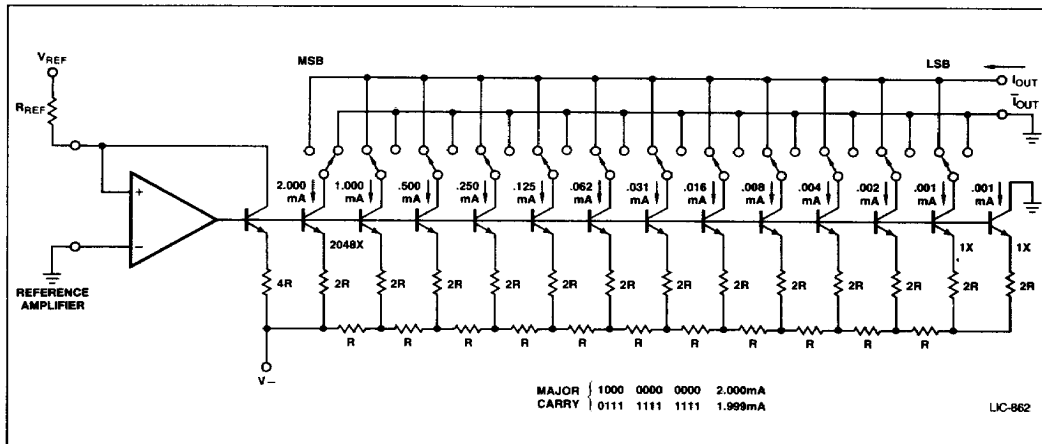 MSB
LSB
VREF
RREF
IOUT
I̅OUT
2.000 mA
1.000 mA
.500 mA
.250 mA
.125 mA
.062 mA
.031 mA
.016 mA
.008 mA
.004 mA
.002 mA
.001 mA
.001 mA
+
−
2048X
1X
1X
REFERENCE
AMPLIFIER
4R
2R
2R
2R
2R
2R
2R
2R
2R
2R
2R
2R
2R
2R
R
R
R
R
R
R
R
R
R
R
R
V−
MAJOR 1000 0000 0000 2.000mA
CARRY 0111 1111 1111 1.999mA
LIC-862